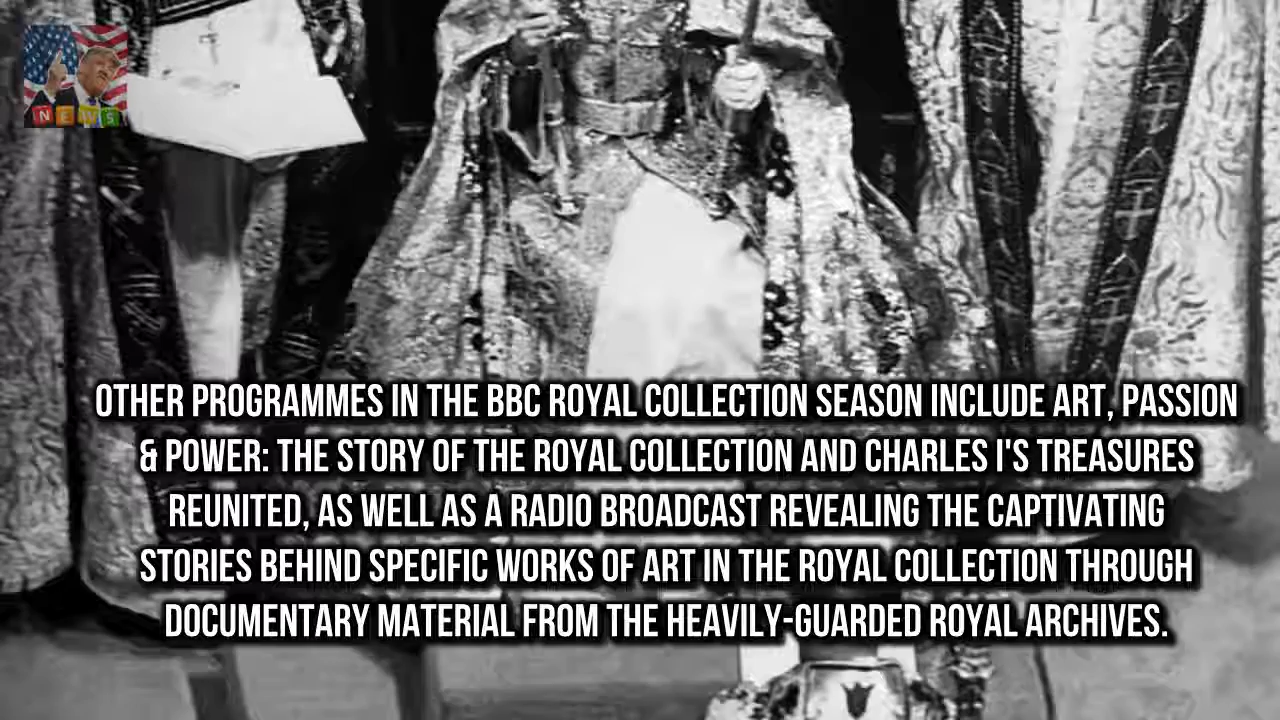 NEWS
OTHER PROGRAMMES IN THE BBC ROYAL COLLECTION SEASON INCLUDE ART, PASSION
& POWER: THE STORY OF THE ROYAL COLLECTION AND CHARLES I'S TREASURES
REUNITED, AS WELL AS A RADIO BROADCAST REVEALING THE CAPTIVATING
STORIES BEHIND SPECIFIC WORKS OF ART IN THE ROYAL COLLECTION THROUGH
DOCUMENTARY MATERIAL FROM THE HEAVILY-GUARDED ROYAL ARCHIVES.